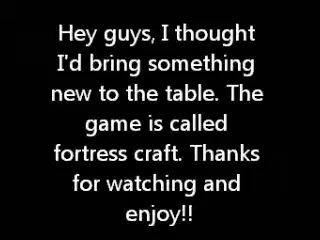 Hey guys, I thought
I'd bring something
new to the table. The
game is called
fortress craft. Thanks
for watching and
enjoy!!